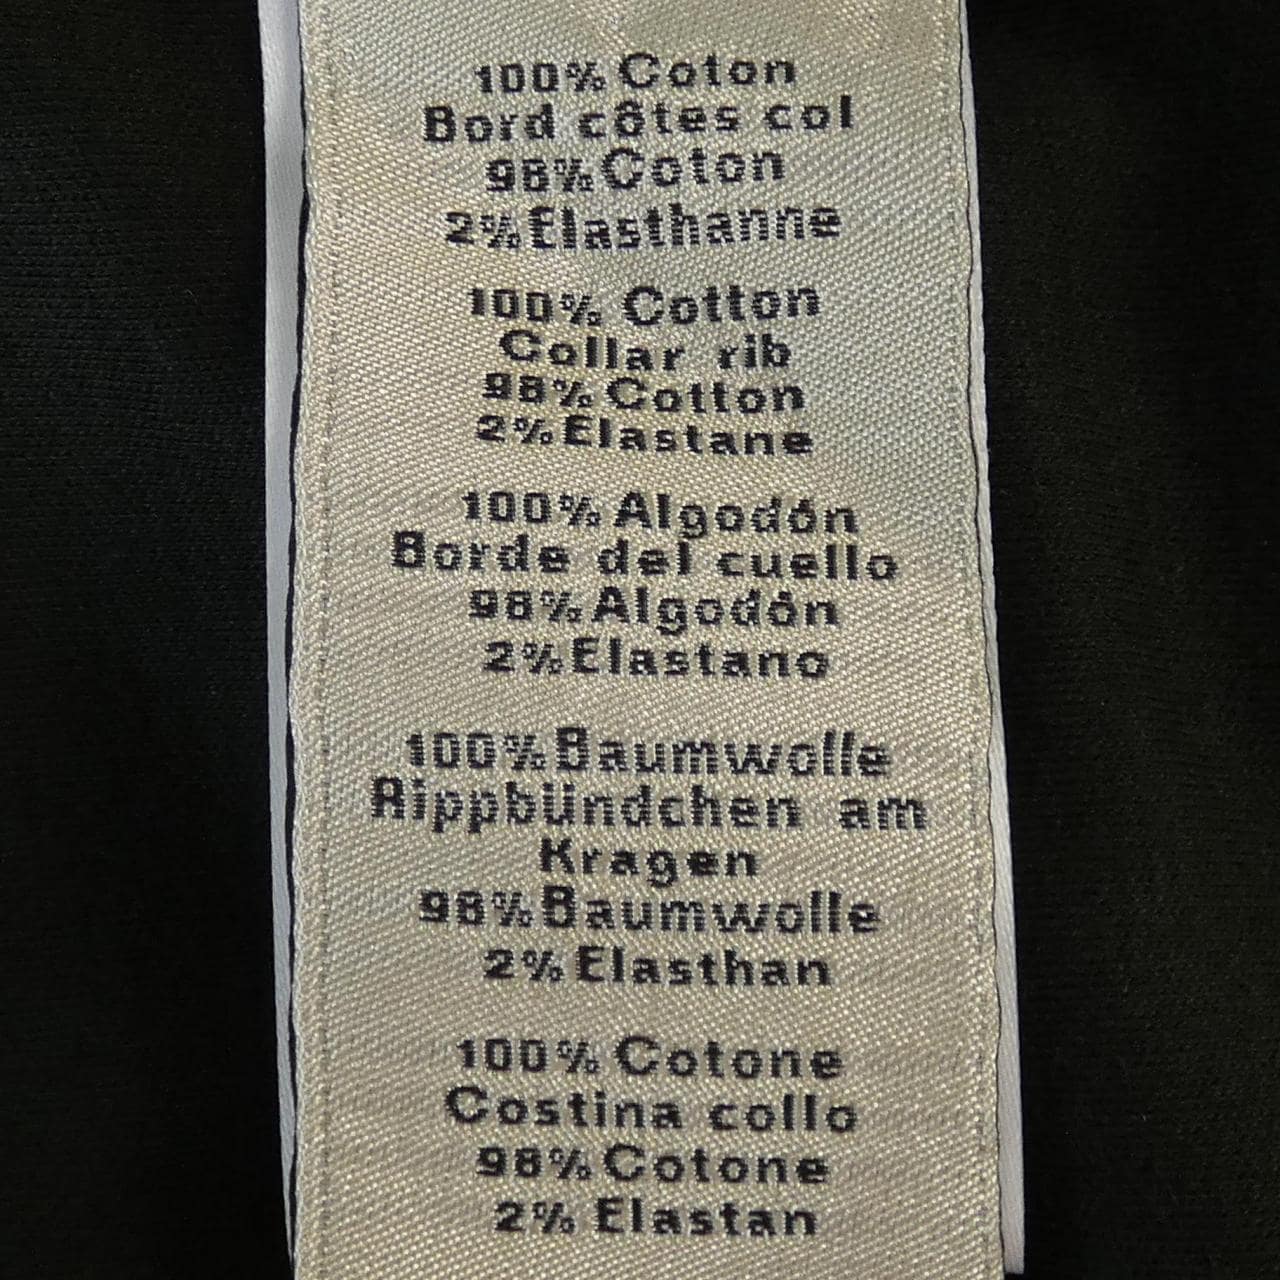 100% Coton
Bord côtes col
98% Coton
2% Elasthanne
100% Cotton
Collar rib
98% Cotton
2% Elastane
100% Algodón
Borde del cuello
98% Algodón
2% Elastano
100% Baumwolle
Rippbündchen am
Kragen
98% Baumwolle
2% Elasthan
100% Cotone
Costina collo
98% Cotone
2% Elastan